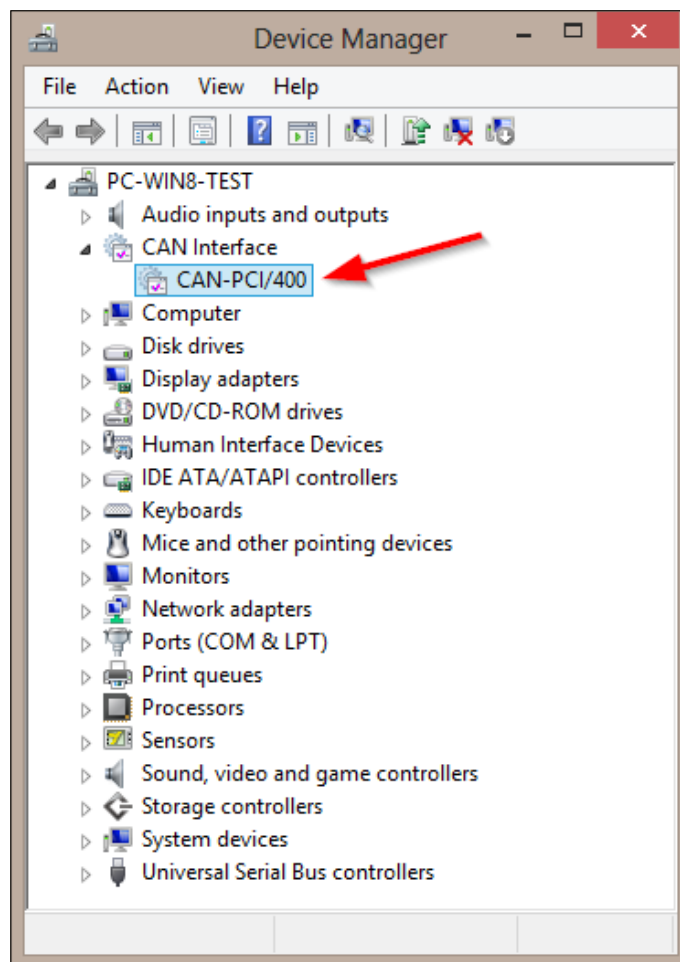 Device Manager
File Action View Help
PC-WIN8-TEST
Audio inputs and outputs
CAN Interface
CAN-PCI/400
Computer
Disk drives
Display adapters
DVD/CD-ROM drives
Human Interface Devices
IDE ATA/ATAPI controllers
Keyboards
Mice and other pointing devices
Monitors
Network adapters
Ports (COM & LPT)
Print queues
Processors
Sensors
Sound, video and game controllers
Storage controllers
System devices
Universal Serial Bus controllers